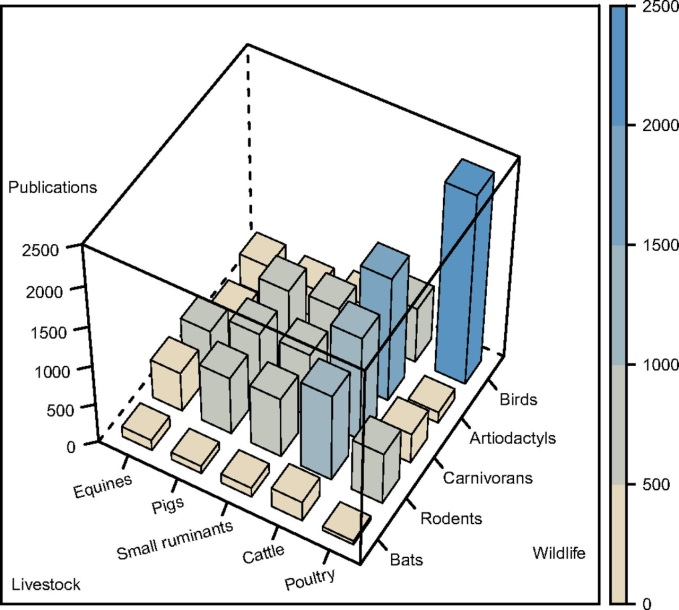 Publications
2500
2000
1500
1000
500
0
Equines
Pigs
Small ruminants
Cattle
Poultry
Livestock
Birds
Artiodactyls
Carnivorans
Rodents
Bats
Wildlife
2500
2000
1500
1000
500
0